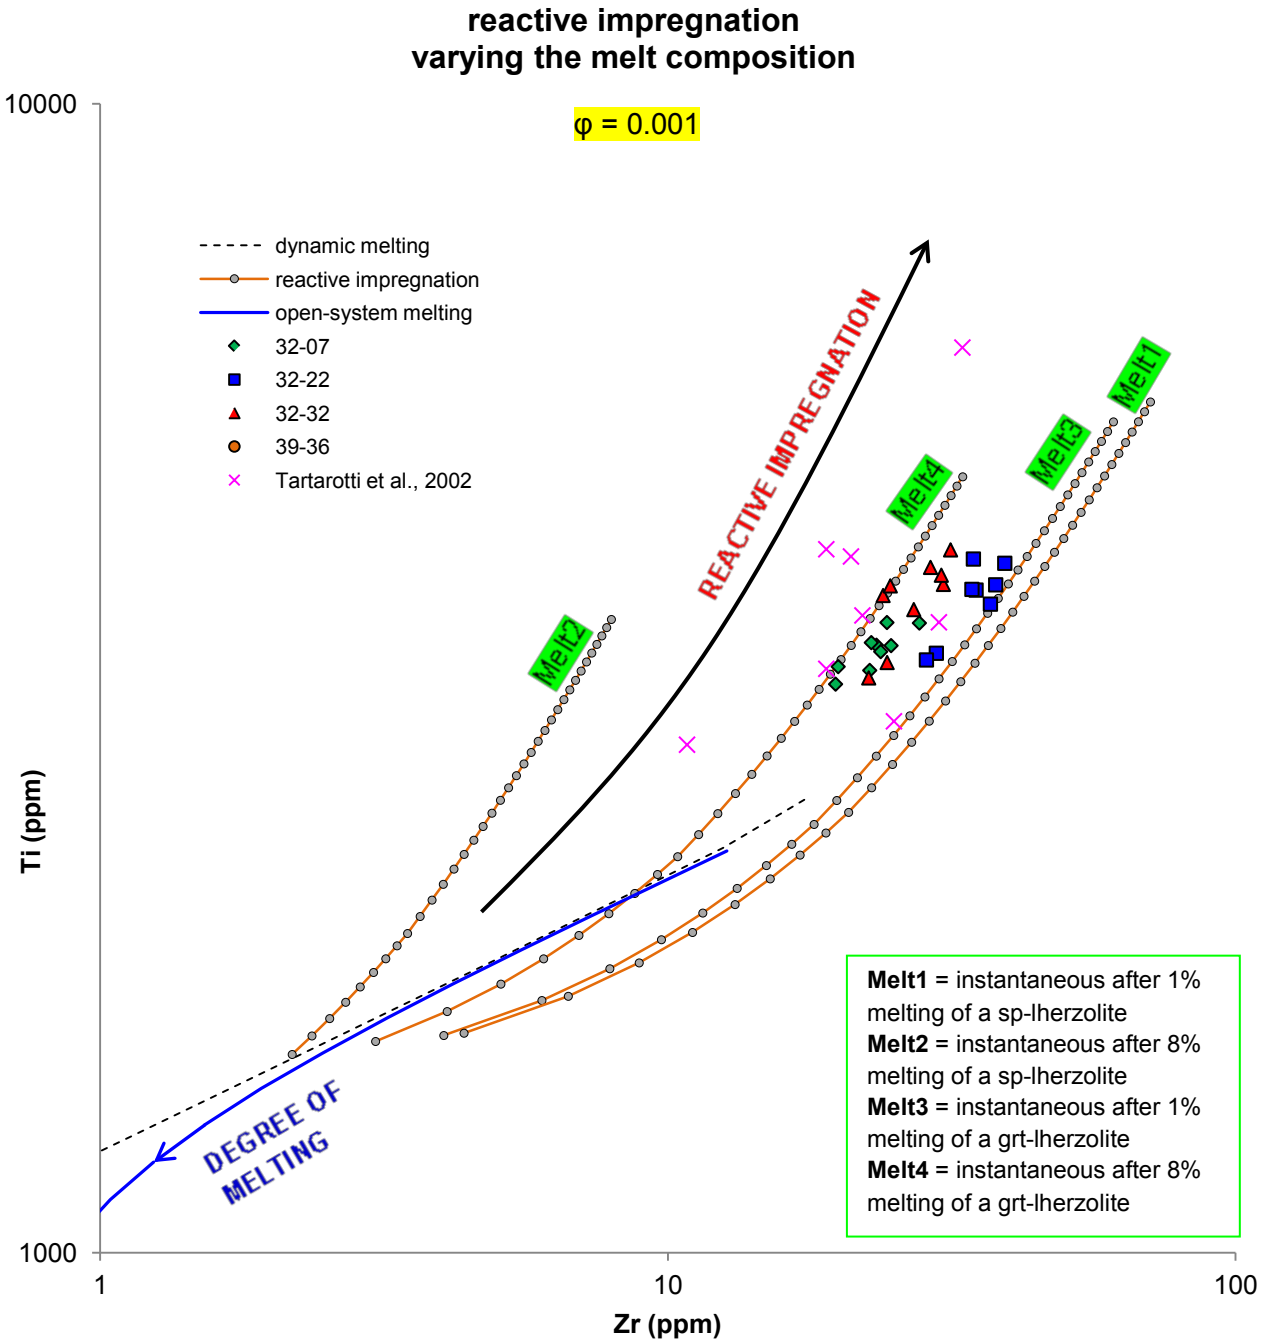 reactive impregnation
varying the melt composition
10000
φ = 0.001
dynamic melting
reactive impregnation
open-system melting
32-07
32-22
32-32
39-36
Tartarotti et al., 2002
REACTIVE IMPREGNATION
Melt1
Melt3
Melt4
Melt2
Ti (ppm)
DEGREE OF
MELTING
Melt1 = instantaneous after 1%
melting of a sp-lherzolite
Melt2 = instantaneous after 8%
melting of a sp-lherzolite
Melt3 = instantaneous after 1%
melting of a grt-lherzolite
Melt4 = instantaneous after 8%
melting of a grt-lherzolite
1000
1
10
100
Zr (ppm)